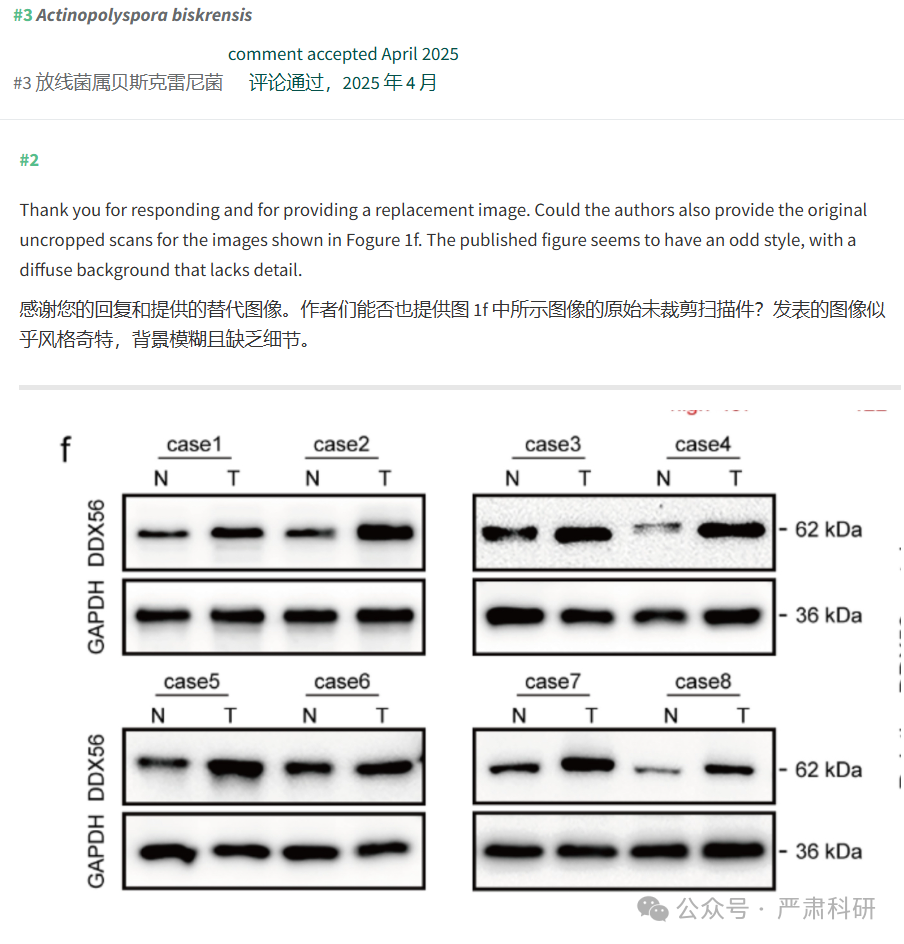 #3 Actinopolyspora biskrensis
comment accepted April 2025
#3 放线菌属贝斯克雷尼菌 评论通过，2025 年 4 月
#2
Thank you for responding and for providing a replacement image. Could the authors also provide the original
uncropped scans for the images shown in Fogure 1f. The published figure seems to have an odd style, with a
diffuse background that lacks detail.
感谢您的回复和提供的替代图像。作者们能否也提供图 1f 中所示图像的原始未裁剪扫描件？发表的图像似
乎风格奇特，背景模糊且缺乏细节。
f
case1 case2 case3 case4
N T N T N T N T
DDX56 62 kDa
GAPDH 36 kDa
case5 case6 case7 case8
N T N T N T N T
DDX56 62 kDa
GAPDH 36 kDa
公众号 · 严肃科研